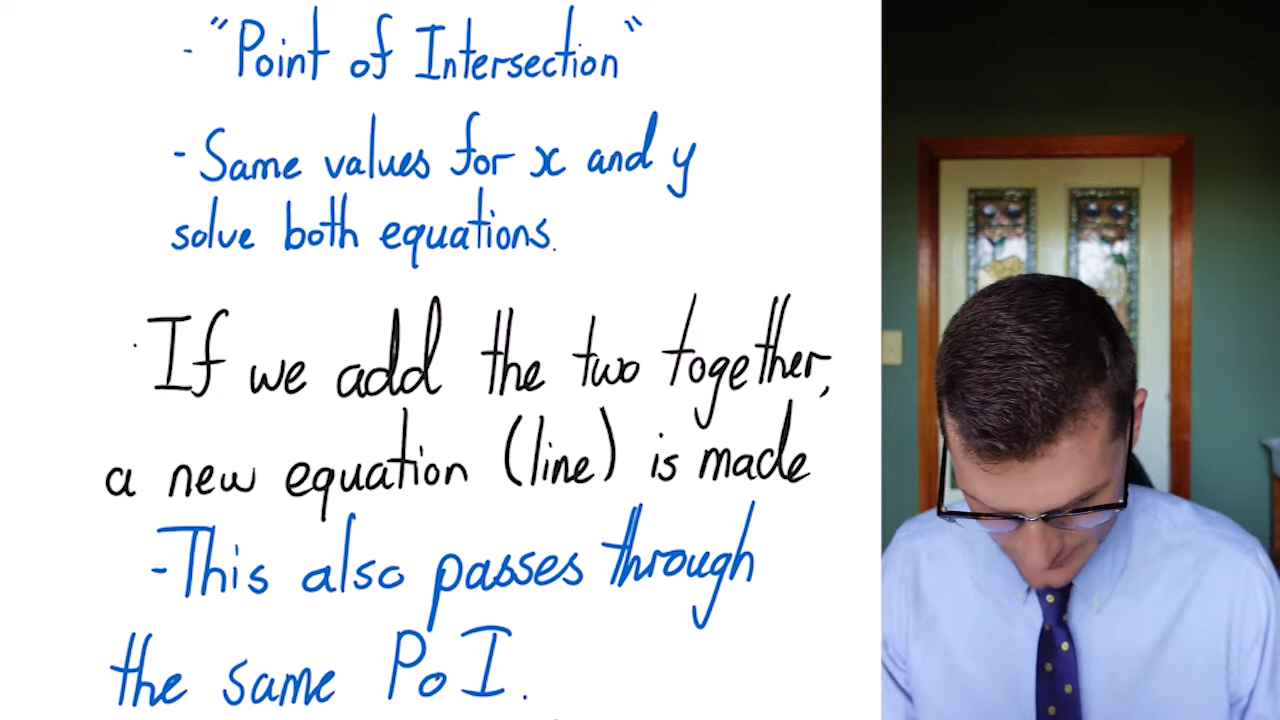 - "Point of Intersection"
- Same values for x and y
solve both equations.
· If we add the two together,
a new equation (line) is made
- This also passes through
the same PoI.